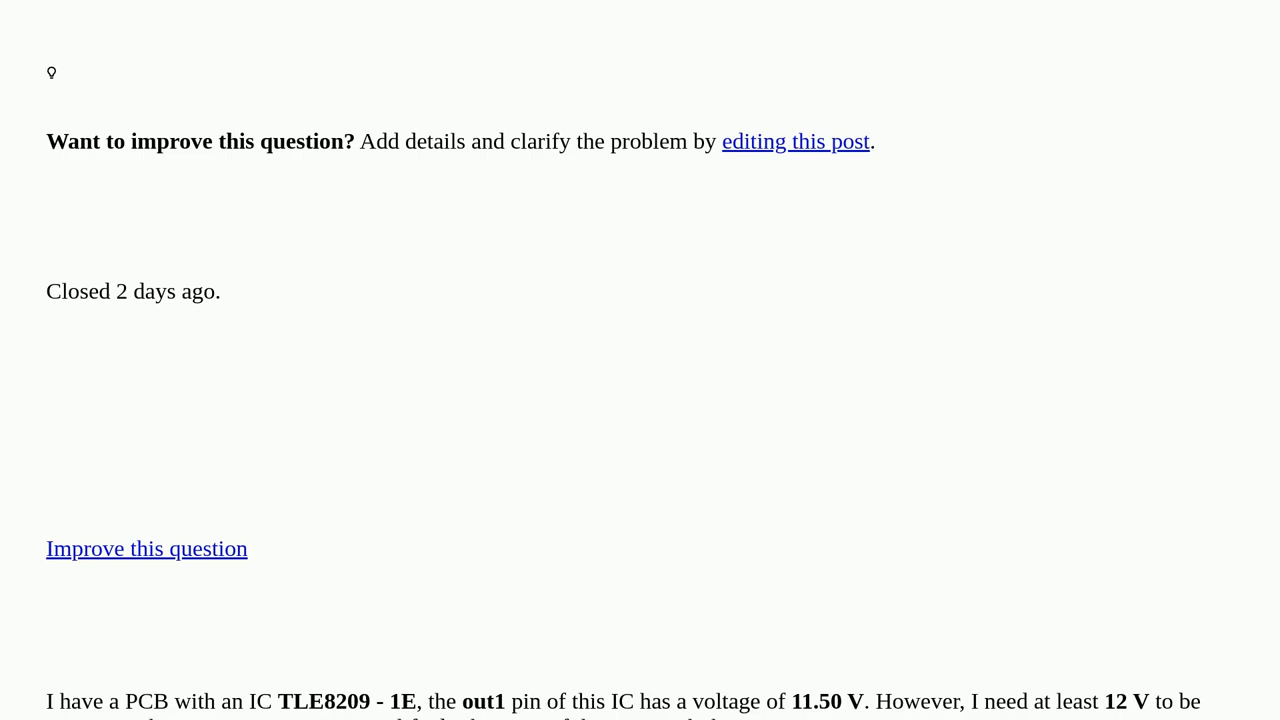 Want to improve this question? Add details and clarify the problem by editing this post.
Closed 2 days ago.
Improve this question
I have a PCB with an IC TLE8209 - 1E, the out1 pin of this IC has a voltage of 11.50 V. However, I need at least 12 V to be